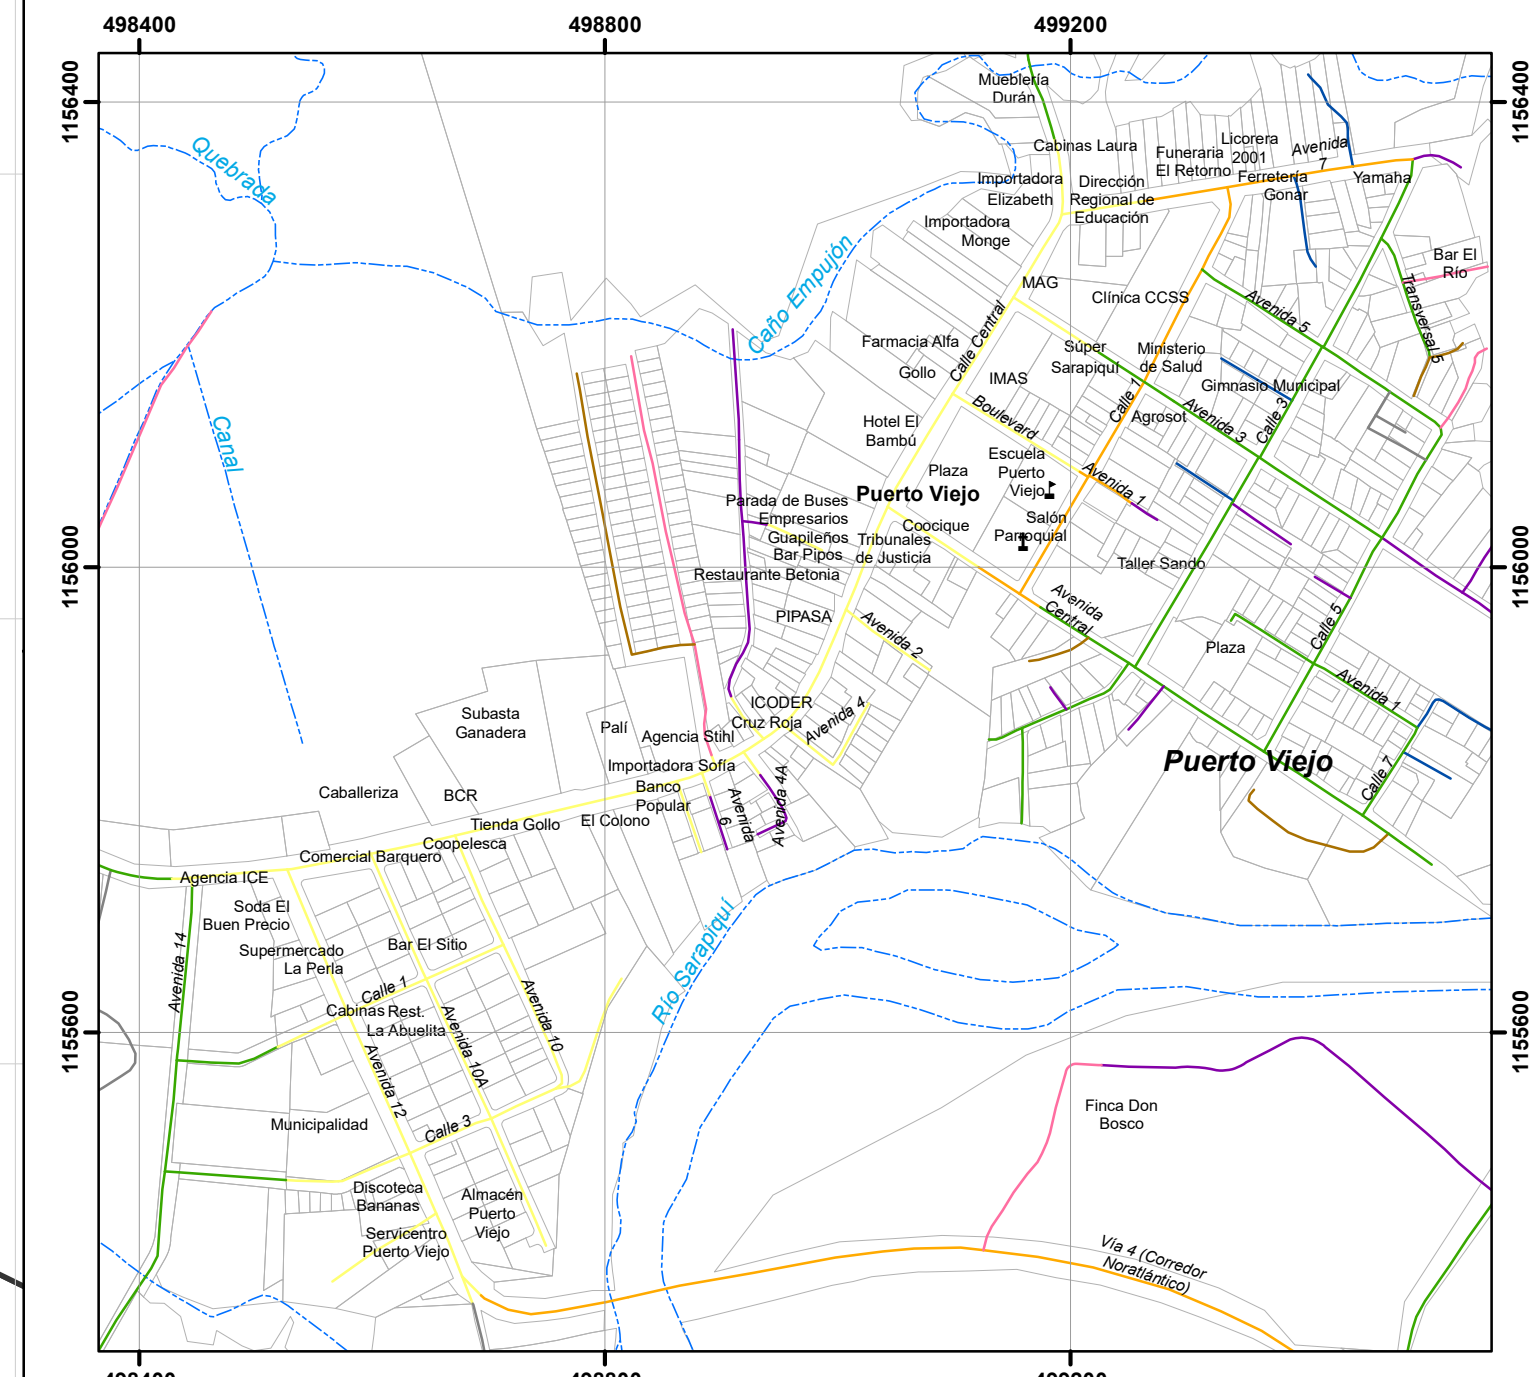 498400
498800
499200
1156400
1156400
Mueblería
Durán
Quebrada
Cabinas Laura
Licorera
2001
Avenida
7
Funeraria
El Retorno
Importadora
Elizabeth
Dirección
Regional de
Educación
Ferretería
Gonar
Yamaha
Importadora
Monge
Caño Empujón
Bar El
Río
MAG
Clínica CCSS
Avenida 5
Transversal 5
Farmacia Alfa
Calle Central
Súper
Sarapiquí
Ministerio
de Salud
Gollo
IMAS
Gimnasio Municipal
Calle 1
Boulevard
Agrosot
Avenida 3
Calle 3
Hotel El
Bambú
Canal
Escuela
Puerto
Viejo
Plaza
Avenida 1
Puerto Viejo
Parada de Buses
Empresarios
Guapileños
Bar Pipos
Coocique
Salón
Parroquial
Tribunales
de Justicia
1156000
1156000
Restaurante Betonia
Taller Sando
PIPASA
Avenida
Central
Avenida 2
Calle 5
Plaza
Avenida 1
ICODER
Cruz Roja
Avenida 4
Subasta
Ganadera
Palí
Agencia Stihl
Puerto Viejo
Importadora Sofía
Calle 7
Caballeriza
BCR
Banco
Popular
Avenida
6
Avenida 4A
Tienda Gollo
El Colono
Coopelesca
Comercial Barquero
Agencia ICE
Soda El
Buen Precio
Río Sarapiquí
Avenida 14
Supermercado
La Perla
Bar El Sitio
Calle 1
Cabinas Rest.
La Abuelita
Avenida 10
Avenida 10A
Avenida 12
1155600
1155600
Municipalidad
Calle 3
Finca Don
Bosco
Discoteca
Bananas
Almacén
Puerto
Viejo
Servicentro
Puerto Viejo
Vía 4 (Corredor
Noratlántico)
498400
498800
499200